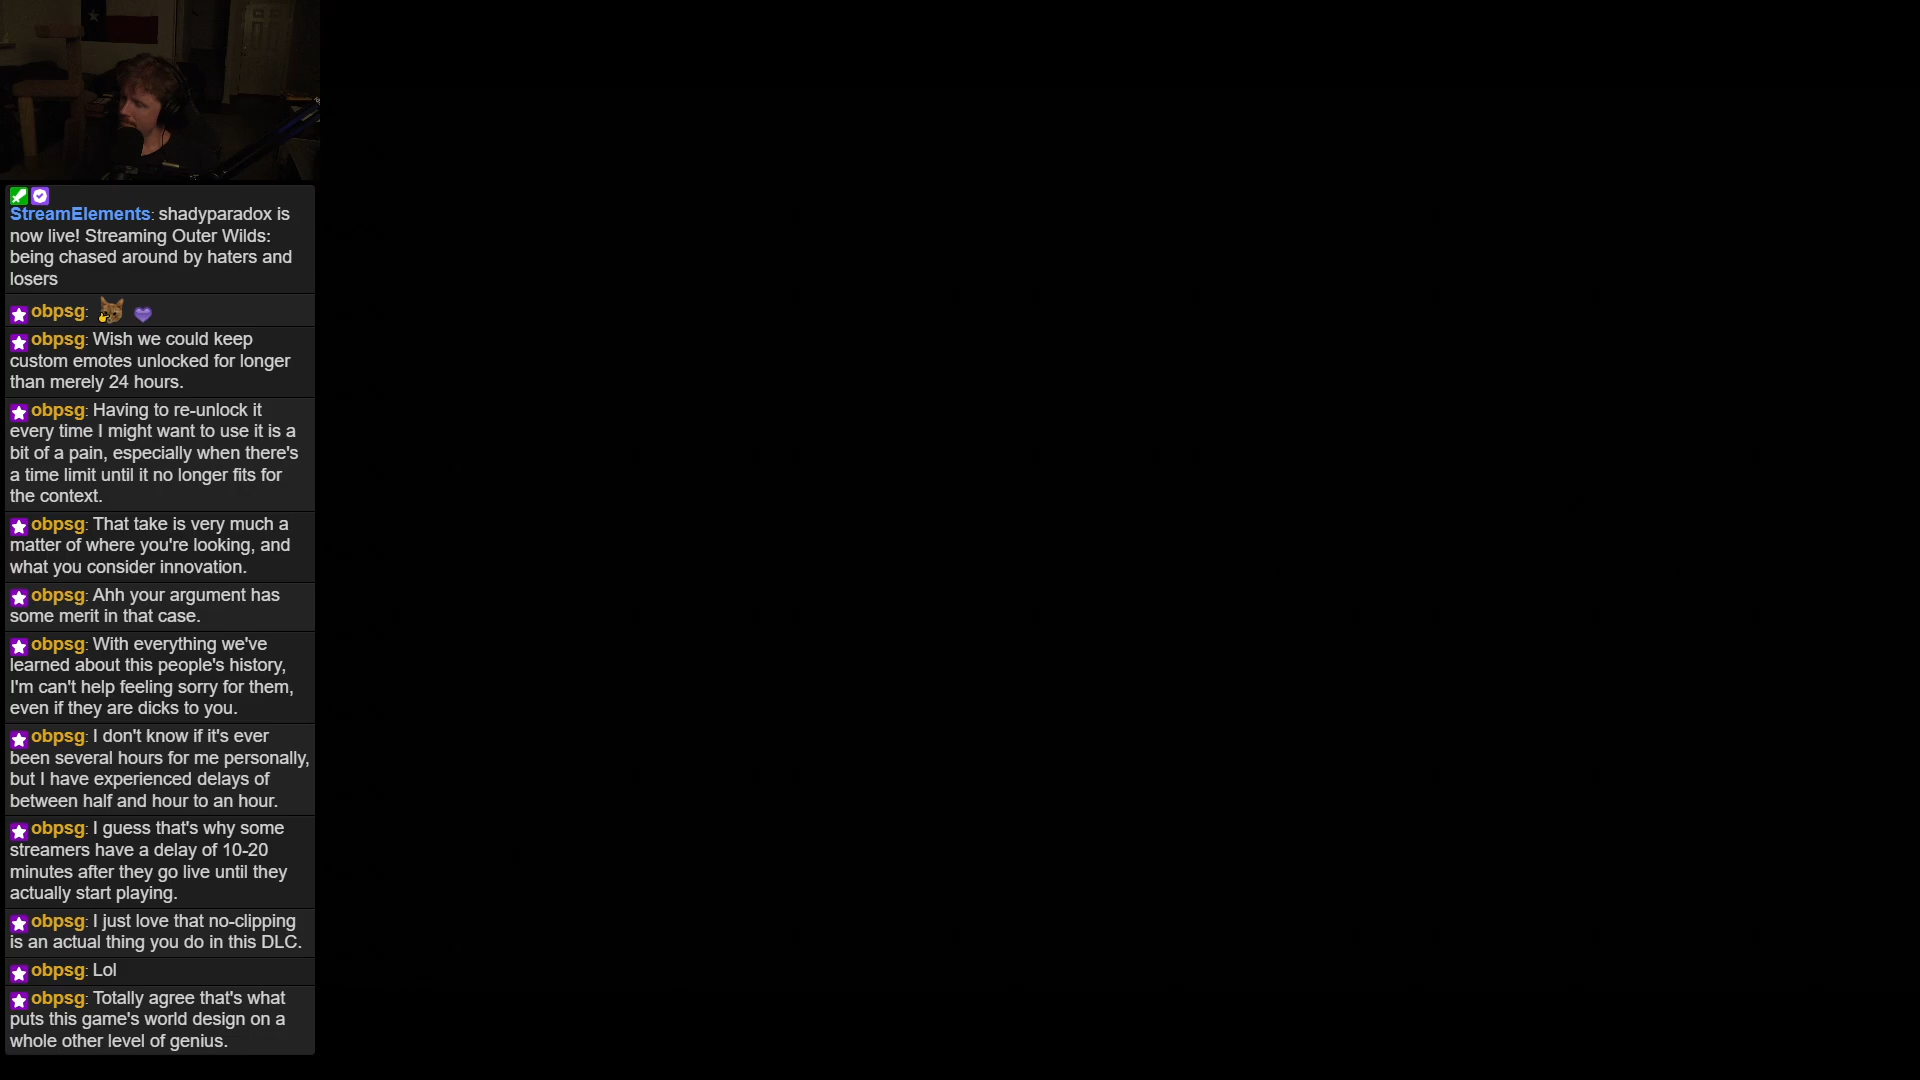 StreamElements: shadyparadox is
now live! Streaming Outer Wilds:
being chased around by haters and
losers
obpsg:
obpsg: Wish we could keep
custom emotes unlocked for longer
than merely 24 hours.
obpsg: Having to re-unlock it
every time I might want to use it is a
bit of a pain, especially when there's
a time limit until it no longer fits for
the context.
obpsg: That take is very much a
matter of where you're looking, and
what you consider innovation.
obpsg: Ahh your argument has
some merit in that case.
obpsg: With everything we've
learned about this people's history,
I'm can't help feeling sorry for them,
even if they are dicks to you.
obpsg: I don't know if it's ever
been several hours for me personally,
but I have experienced delays of
between half and hour to an hour.
obpsg: I guess that's why some
streamers have a delay of 10-20
minutes after they go live until they
actually start playing.
obpsg: I just love that no-clipping
is an actual thing you do in this DLC.
obpsg: Lol
obpsg: Totally agree that's what
puts this game's world design on a
whole other level of genius.